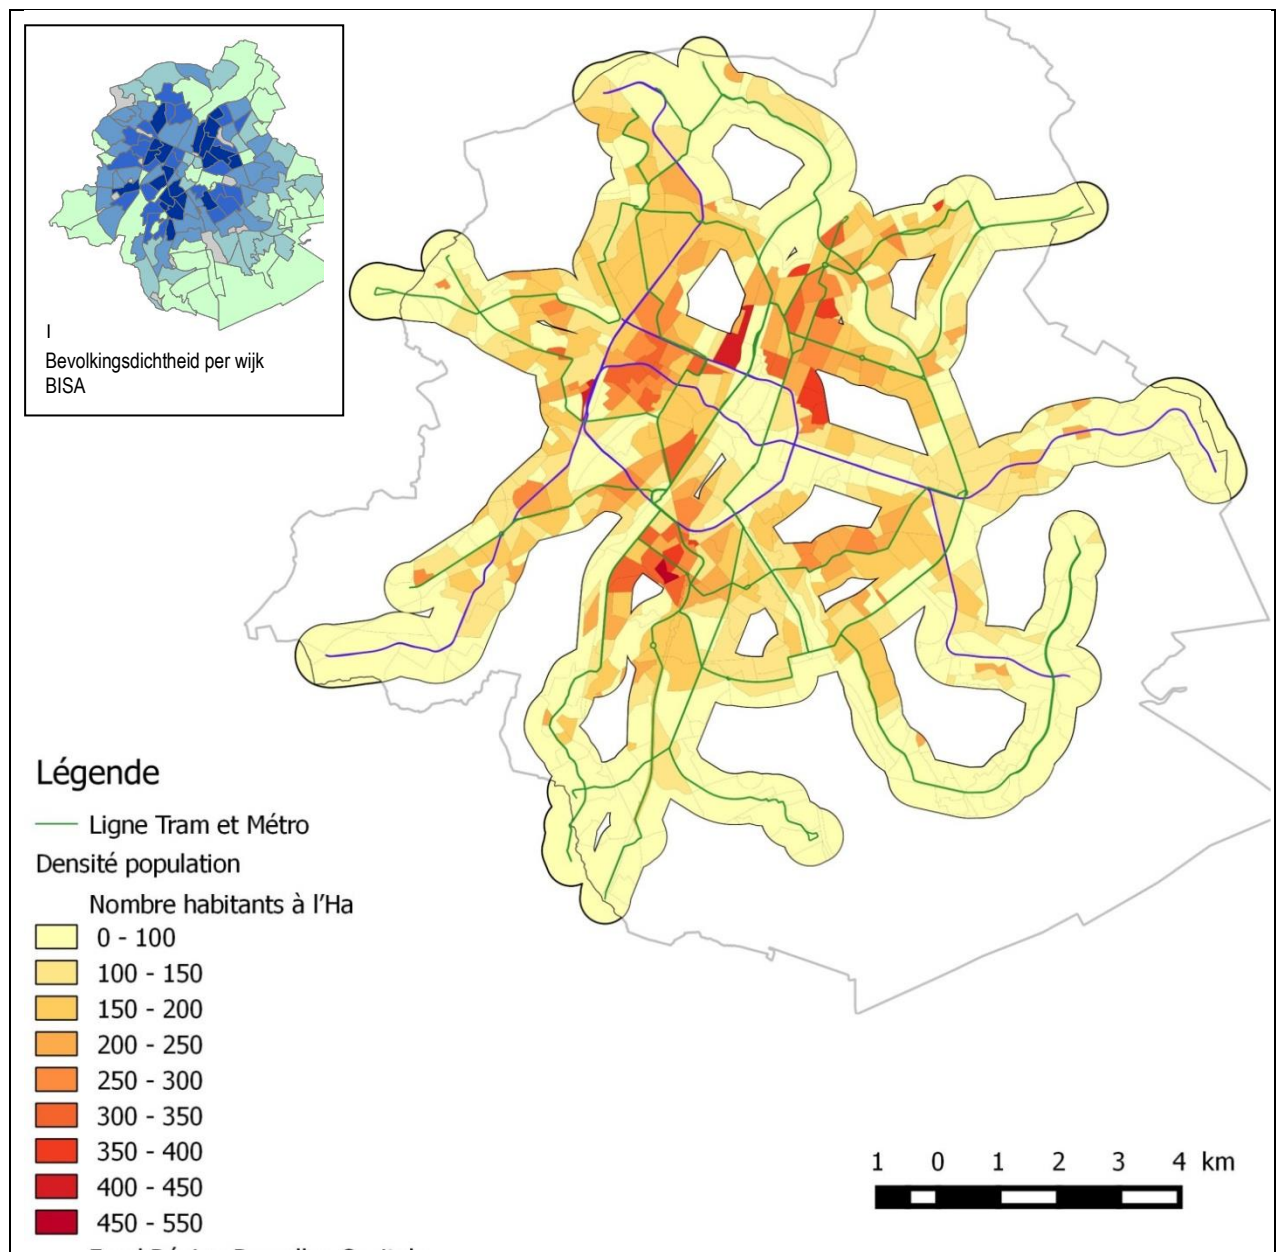 I
Bevolkingsdichtheid per wijk
BISA
Légende
Ligne Tram et Métro
Densité population
Nombre habitants à l'Ha
0 - 100
100 - 150
150 - 200
200 - 250
250 - 300
300 - 350
350 - 400
400 - 450
450 - 550
1 0 1 2 3 4 km